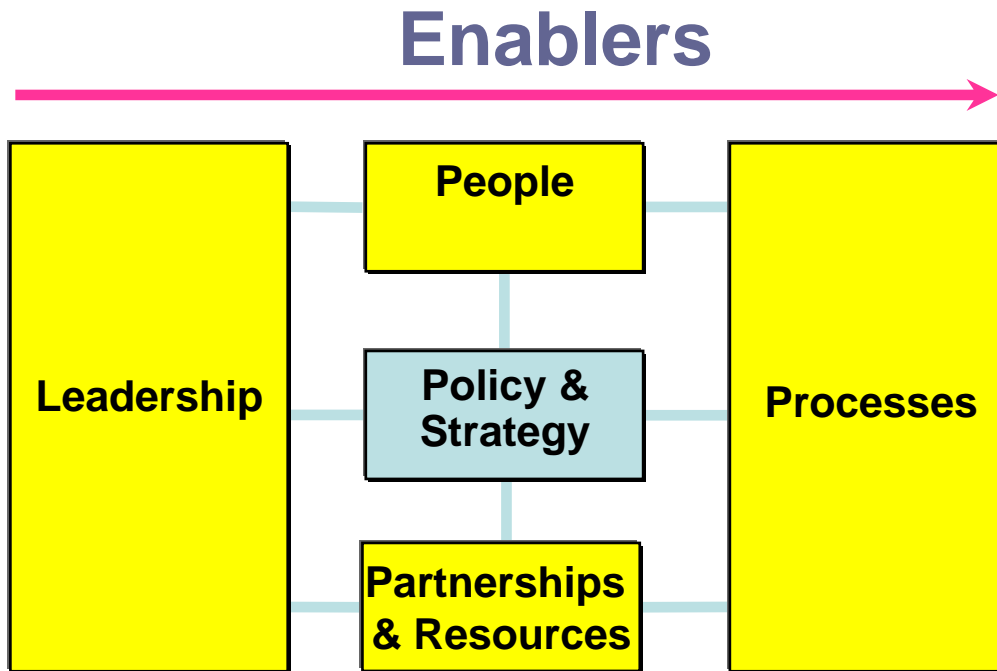 Enablers
People
Leadership
Policy &
Strategy
Processes
Partnerships
& Resources